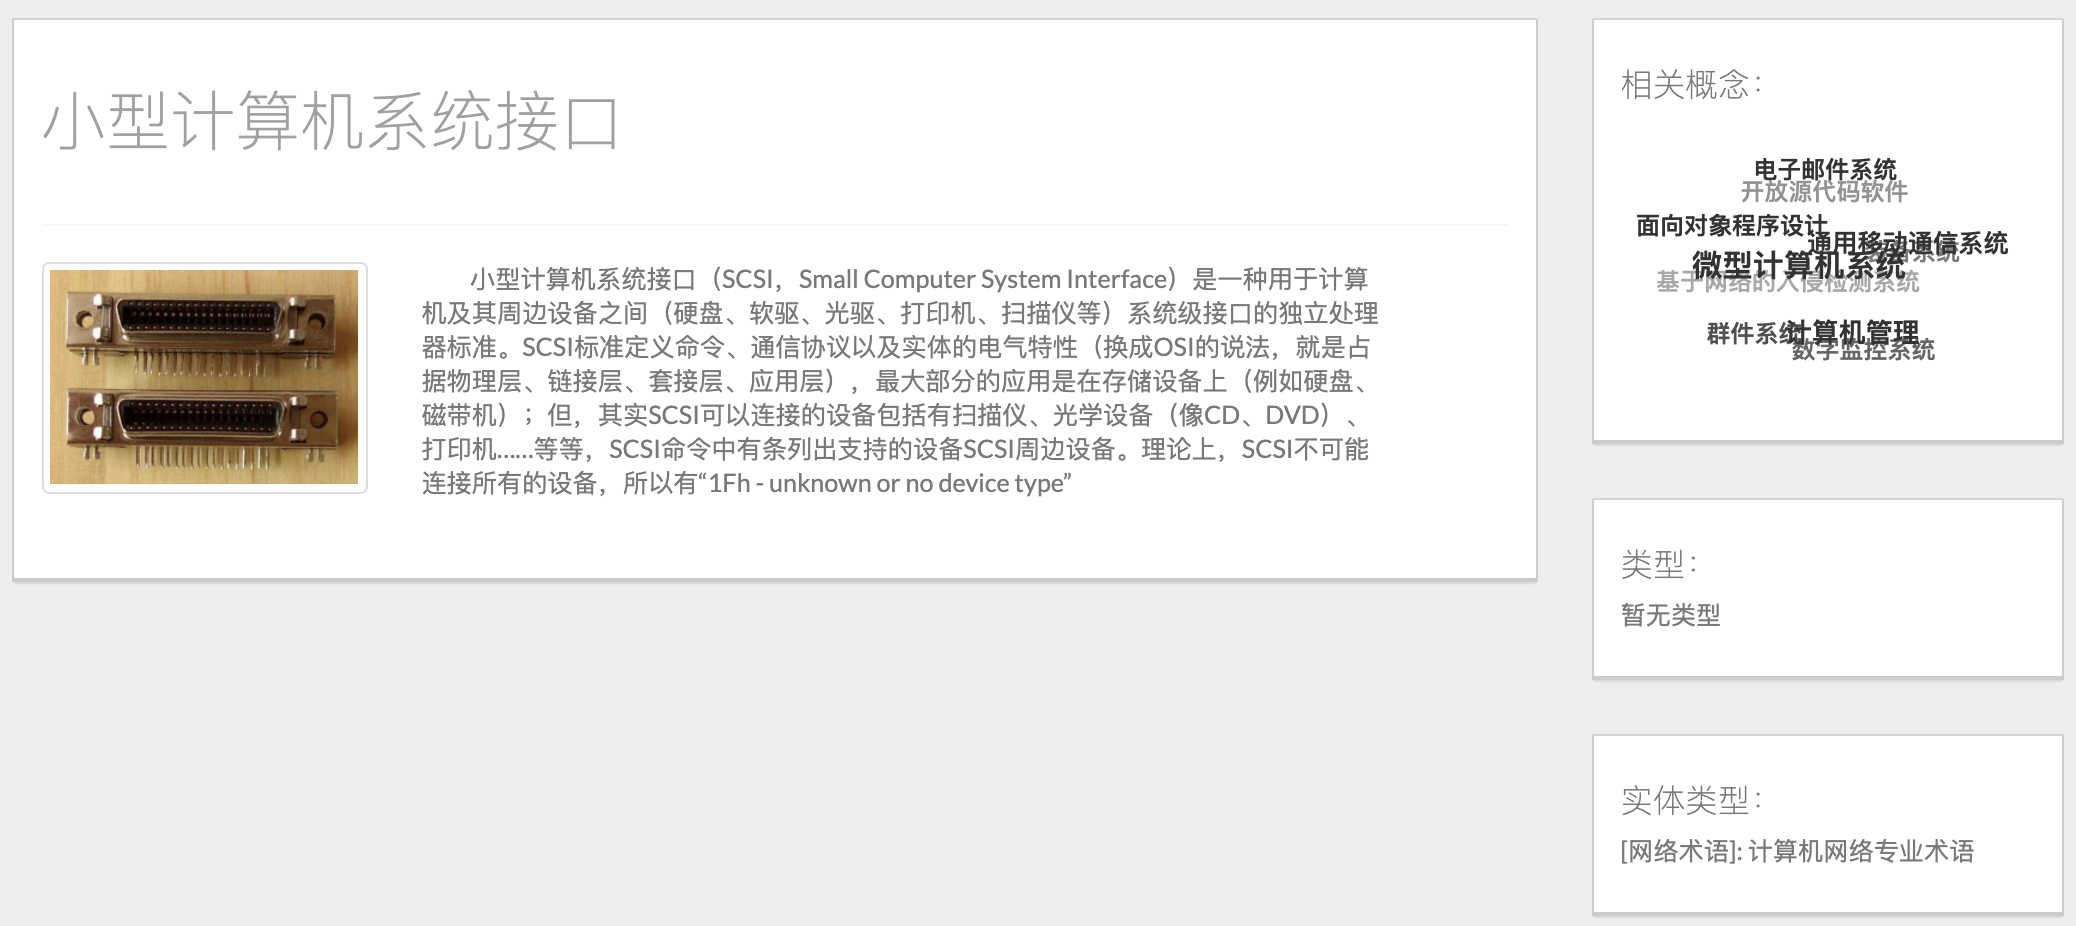 小型计算机系统接口
小型计算机系统接口（SCSI，Small Computer System Interface）是一种用于计算
机及其周边设备之间（硬盘、软驱、光驱、打印机、扫描仪等）系统级接口的独立处理
器标准。SCSI标准定义命令、通信协议以及实体的电气特性（换成OSI的说法，就是占
据物理层、链接层、套接层、应用层），最大部分的应用是在存储设备上（例如硬盘、
磁带机）；但，其实SCSI可以连接的设备包括有扫描仪、光学设备（像CD、DVD）、
打印机……等等，SCSI命令中有条列出支持的设备SCSI周边设备。理论上，SCSI不可能
连接所有的设备，所以有“1Fh - unknown or no device type”
相关概念：
电子邮件系统
开放源代码软件
面向对象程序设计
通用移动通信系统
微型计算机系统
基于网络的入侵检测系统
群件系统
计算机管理
数字监控系统
类型：
暂无类型
实体类型：
[网络术语]: 计算机网络专业术语